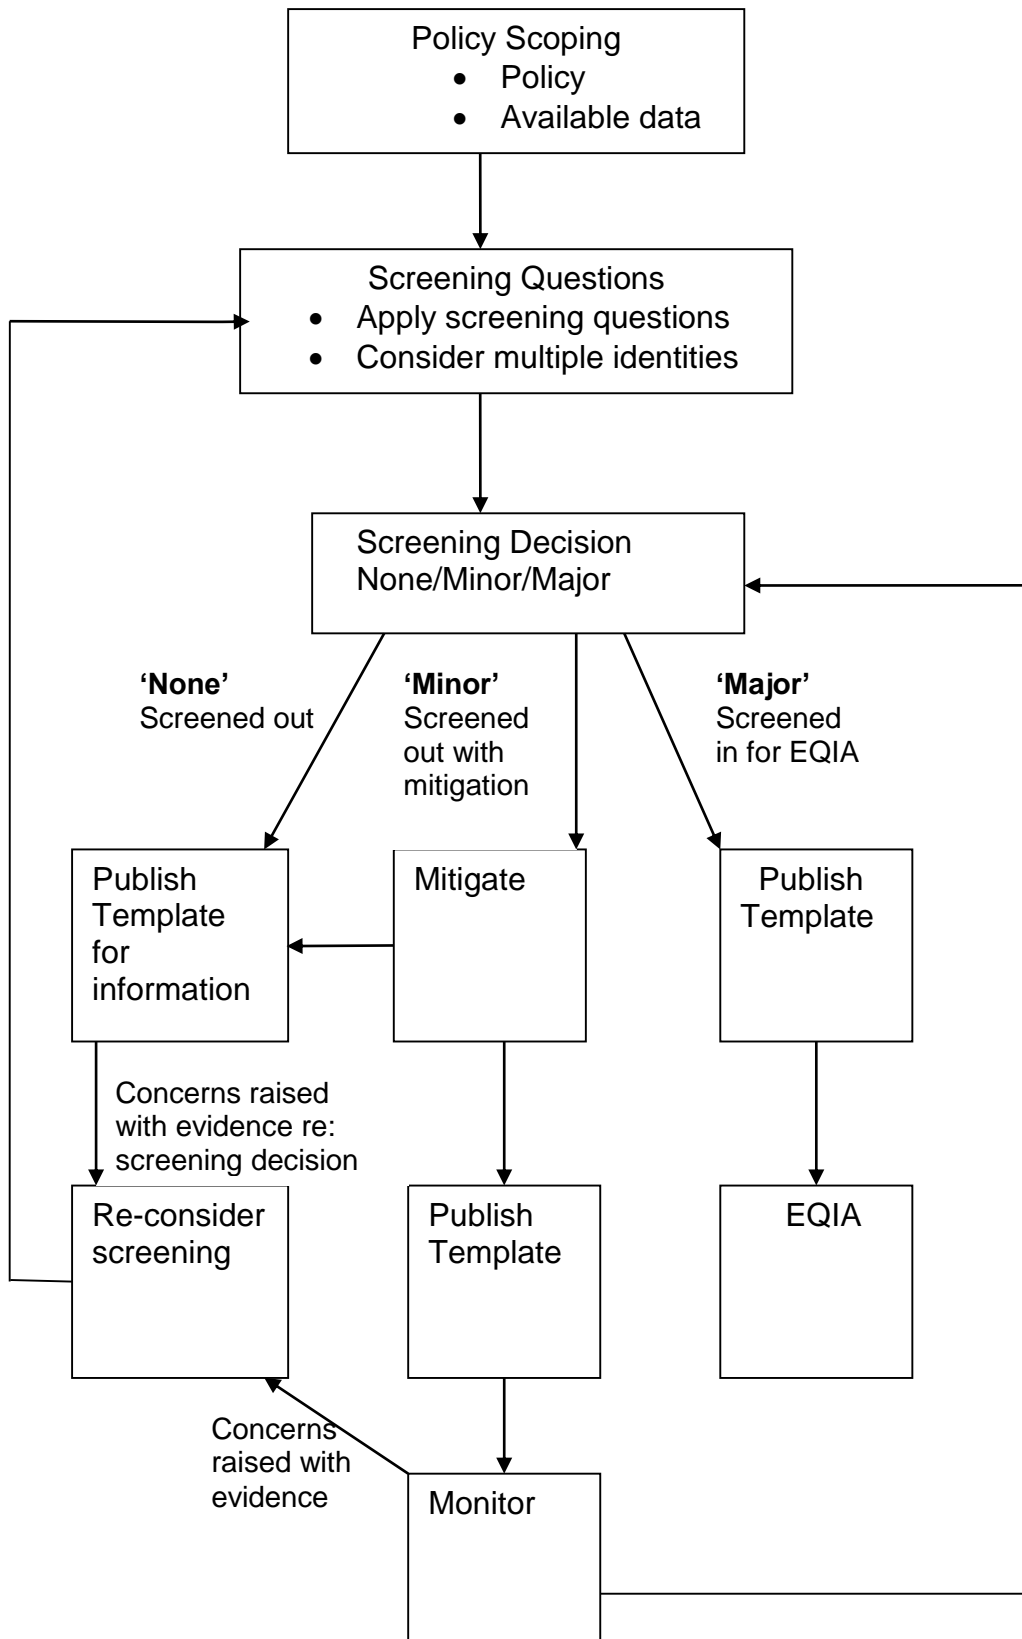 Policy Scoping
• Policy
• Available data
Screening Questions
• Apply screening questions
• Consider multiple identities
Screening Decision
None/Minor/Major
‘None’
Screened out
‘Minor’
Screened
out with
mitigation
‘Major’
Screened
in for EQIA
Publish
Template
for
information
Mitigate
Publish
Template
Concerns raised
with evidence re:
screening decision
Re-consider
screening
Publish
Template
EQIA
Concerns
raised with
evidence
Monitor